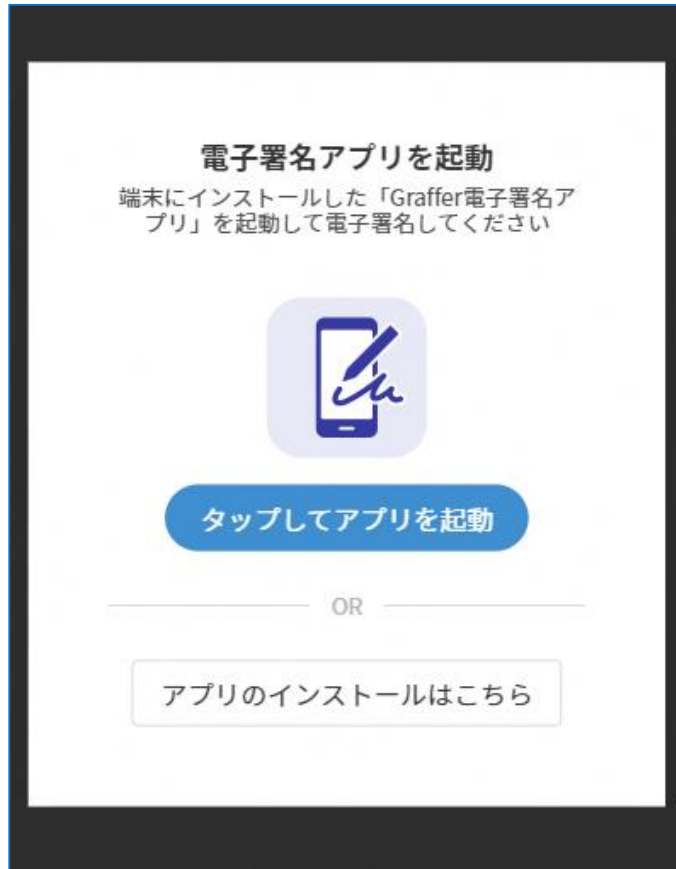 電子署名アプリを起動
端末にインストールした「Graffer電子署名ア
プリ」を起動して電子署名してください
タップしてアプリを起動
OR
アプリのインストールはこちら